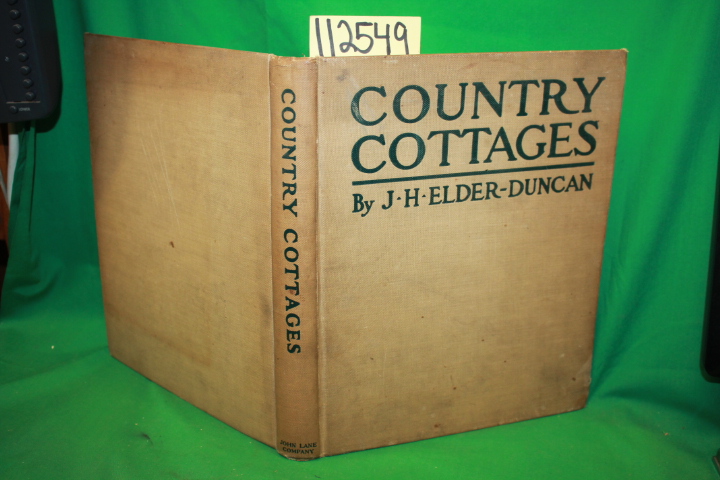 112549
COUNTRY
COTTAGES
By J·H·ELDER-DUNCAN
COUNTRY COTTAGES
JOHN LANE
COMPANY